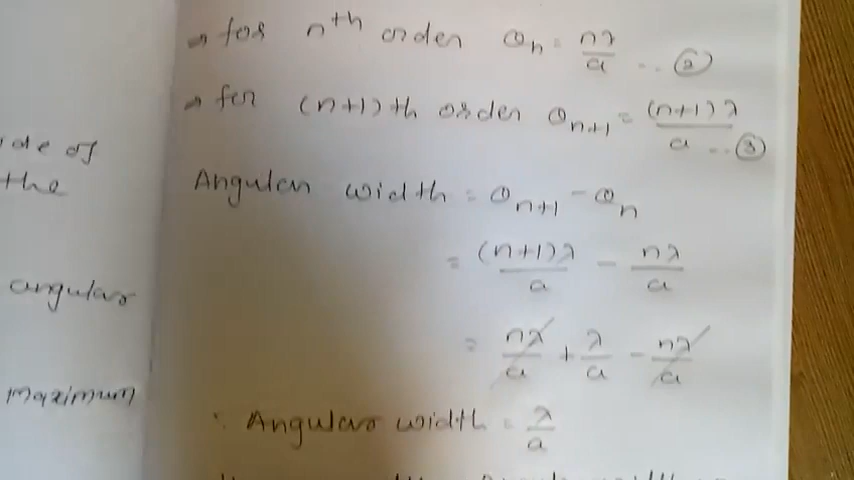 → for nth order θn = nλ/a ... ②
→ for (n+1)th order θn+1 = (n+1)λ/a ... ③
ide of
the
Angular width = θn+1 - θn
= (n+1)λ/a - nλ/a
angular
= nλ/a + λ/a - nλ/a
maximum
∴ Angular width = λ/a